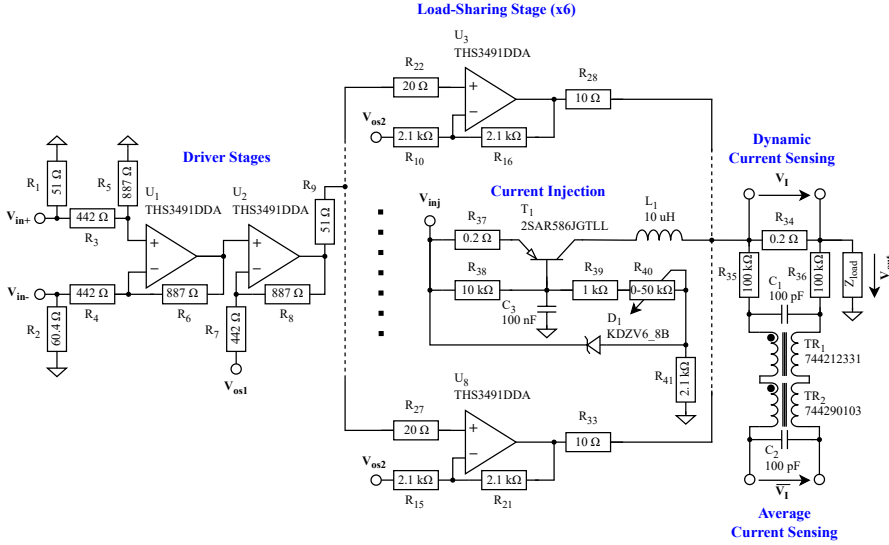 Load-Sharing Stage (x6)
U3
THS3491DDA
R22
20 Ω
R28
10 Ω
Vos2
2.1 kΩ
R10
2.1 kΩ
R16
Driver Stages
R1
51 Ω
R5
887 Ω
U1
THS3491DDA
U2
THS3491DDA
R9
51 Ω
Vin+
442 Ω
R3
Vin-
442 Ω
R4
887 Ω
R6
R2
60.4 Ω
R7
442 Ω
887 Ω
R8
Vos1
Current Injection
Vinj
R37
0.2 Ω
T1
2SAR586JGTLL
L1
10 uH
R38
10 kΩ
R39
1 kΩ
R40
0-50 kΩ
C3
100 nF
D1
KDZV6_8B
R41
2.1 kΩ
U8
THS3491DDA
R27
20 Ω
R33
10 Ω
Vos2
2.1 kΩ
R15
2.1 kΩ
R21
Dynamic
Current Sensing
VI
R34
0.2 Ω
R35
100 kΩ
R36
100 kΩ
Zload
Vout
C1
100 pF
TR1
744212331
TR2
744290103
C2
100 pF
VI
Average
Current Sensing